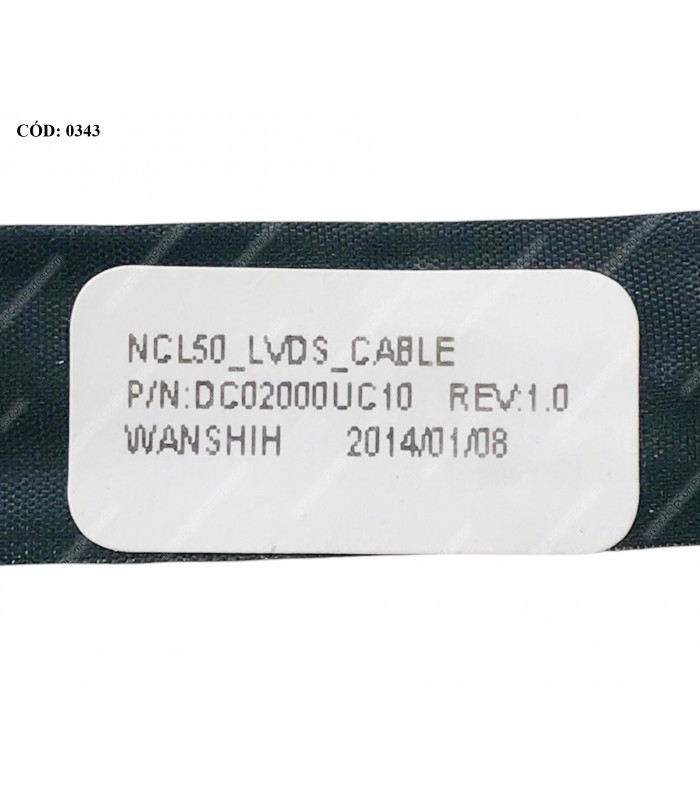 CÓD: 0343
NCL50_LVDS_CABLE
P/N:DC02000UC10 REV:1.0
WANSHIH 2014/01/08